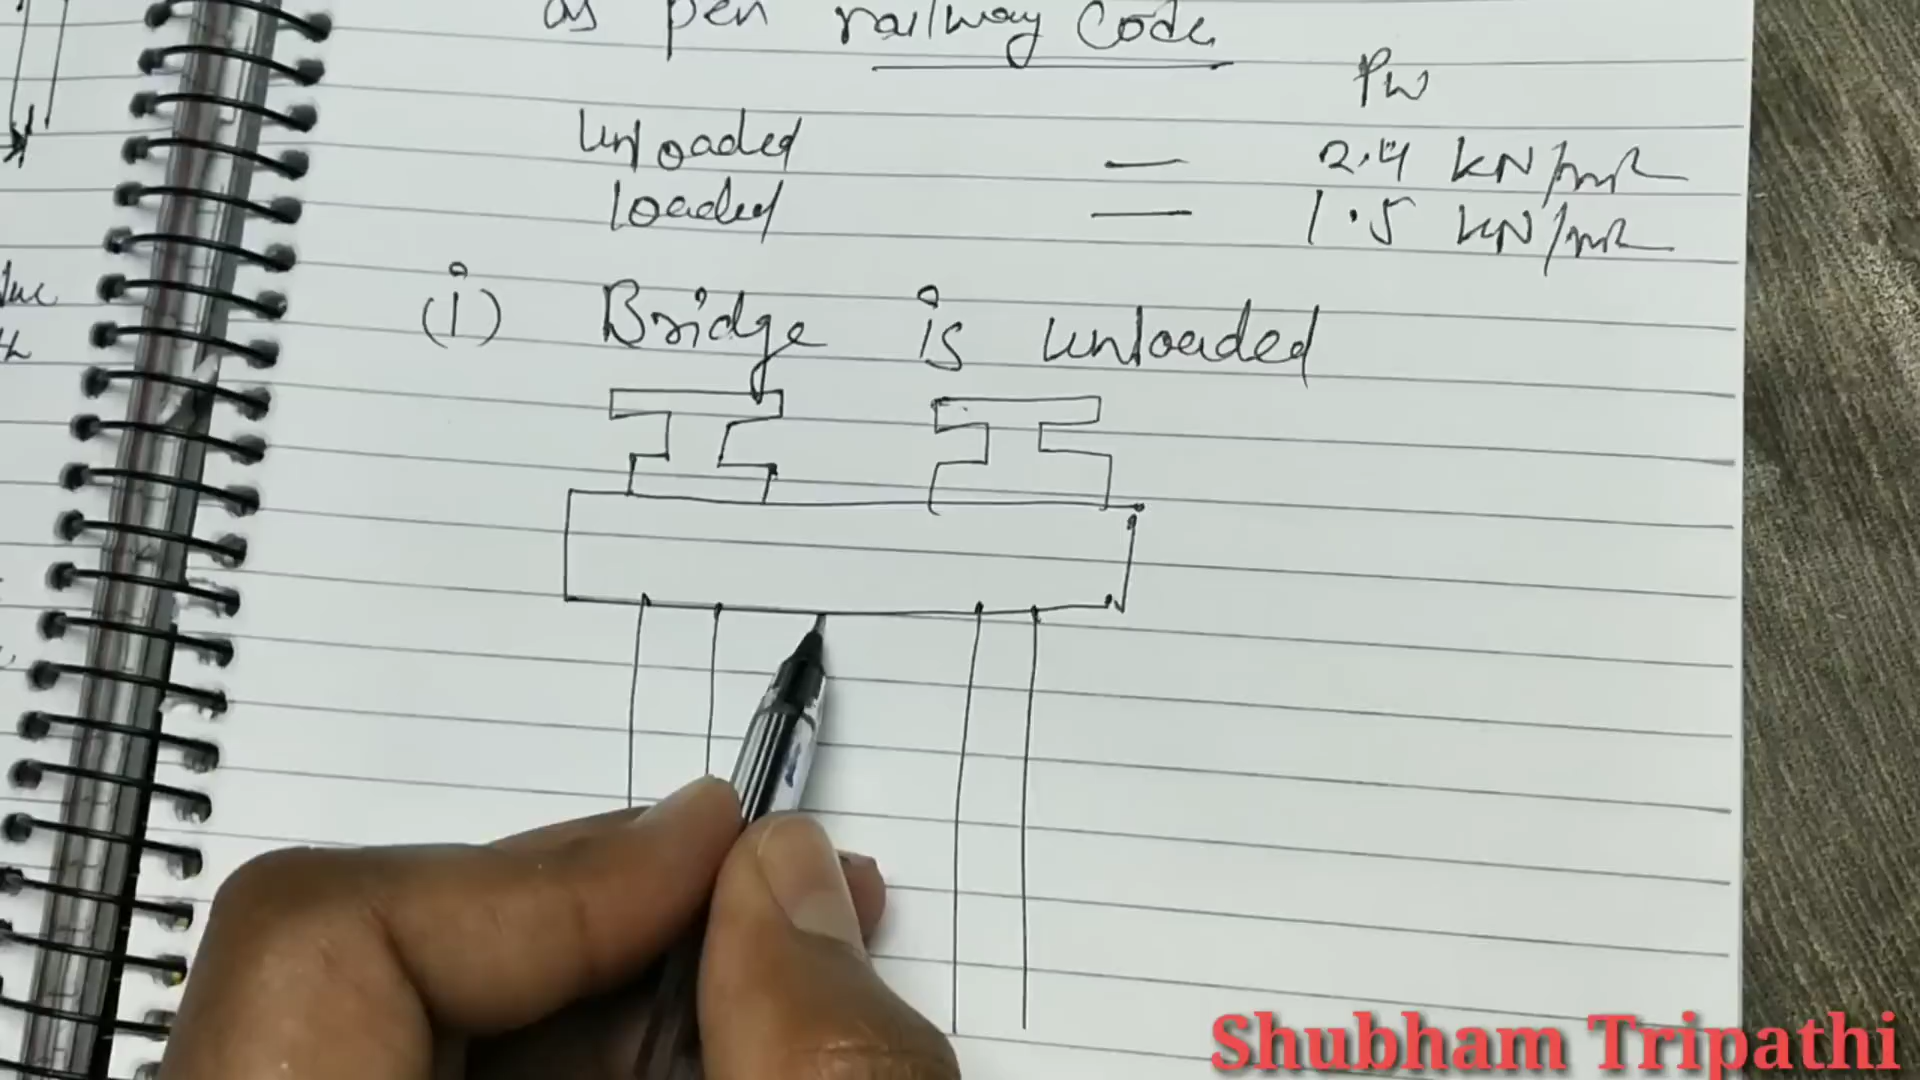 as per railway code
Pw
Unloaded — 2.4 kN/m2
loaded — 1.5 kN/m2
(i) Bridge is unloaded
Shubham Tripathi